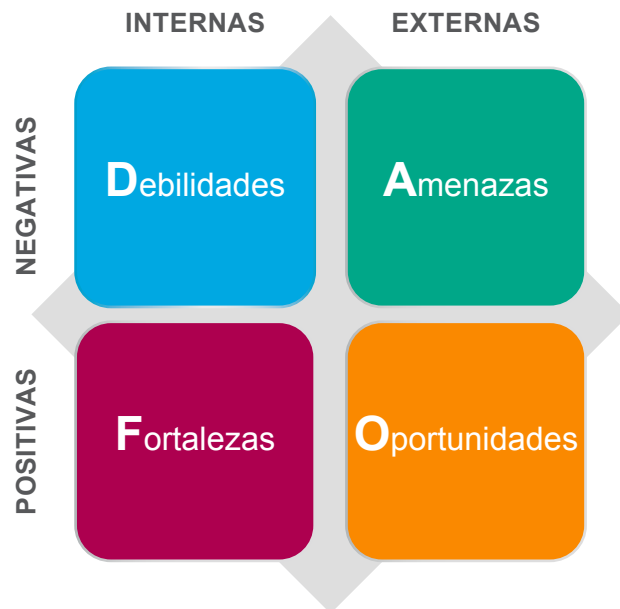 INTERNAS
EXTERNAS
NEGATIVAS
Debilidades
Amenazas
POSITIVAS
Fortalezas
Oportunidades